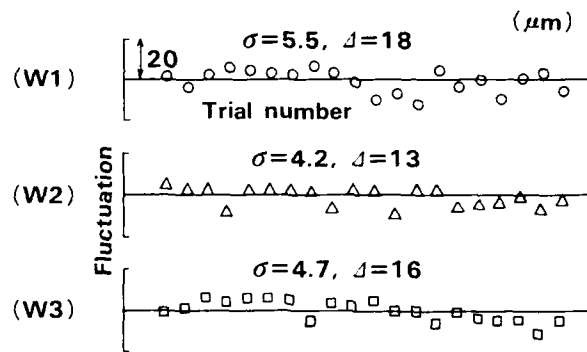 (μm)
σ=5.5, Δ=18
20
(W1)
Trial number
σ=4.2, Δ=13
(W2)
Fluctuation
σ=4.7, Δ=16
(W3)